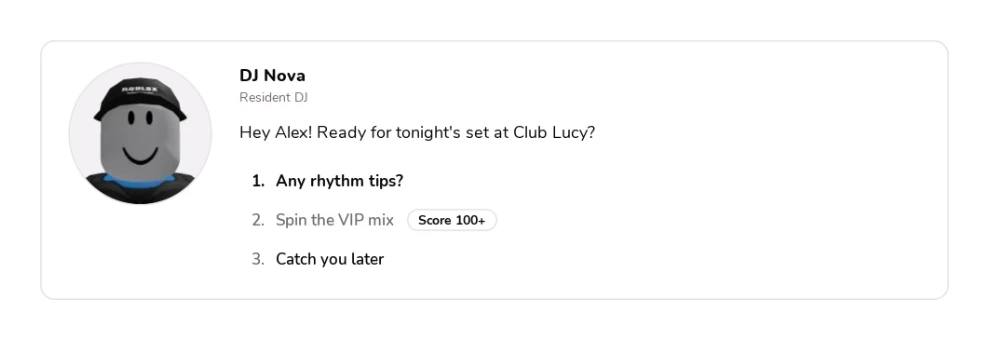 ROBLOX
DJ Nova
Resident DJ
Hey Alex! Ready for tonight's set at Club Lucy?
1. Any rhythm tips?
2. Spin the VIP mix Score 100+
3. Catch you later